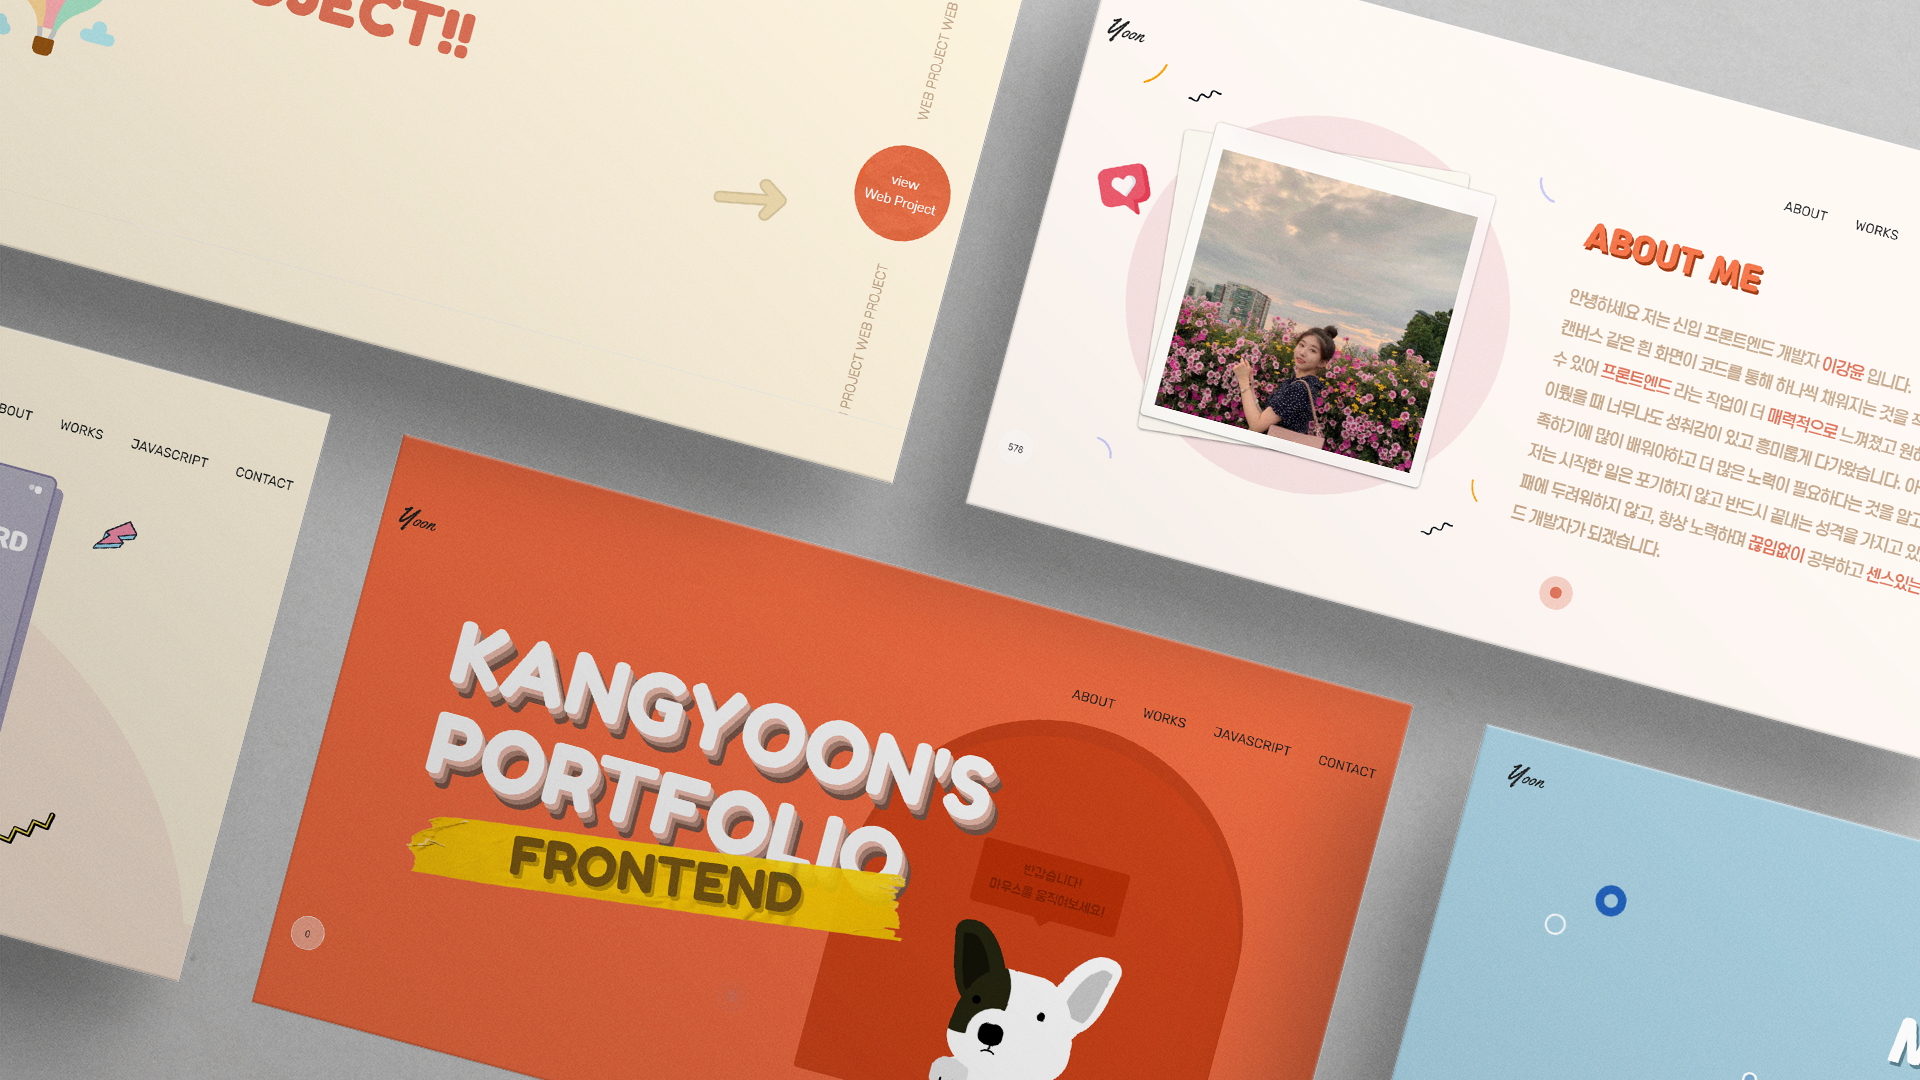 OJECT!!
WEB PROJECT WEB
view
Web Project
PROJECT WEB PROJECT
Yoon
ABOUT WORKS
ABOUT ME
안녕하세요 저는 신입 프론트엔드 개발자 이강윤 입니다.
캔버스 같은 흰 화면이 코드를 통해 하나씩 채워지는 것을
수 있어 프론트엔드 라는 직업이 더 매력적으로 느껴졌고 원하
이뤘을 때 너무나도 성취감이 있고 흥미롭게 다가왔습니다. 아
족하기에 많이 배워야하고 더 많은 노력이 필요하다는 것을 알고
저는 시작한 일은 포기하지 않고 반드시 끝내는 성격을 가지고 있
패에 두려워하지 않고, 항상 노력하며 끊임없이 공부하고 센스있는
드 개발자가 되겠습니다.
578
BOUT WORKS JAVASCRIPT CONTACT
RD
Yoon
ABOUT WORKS JAVASCRIPT CONTACT
KANGYOON'S
PORTFOLIO
FRONTEND
반갑습니다!
마우스를 움직여보세요!
0
Yoon